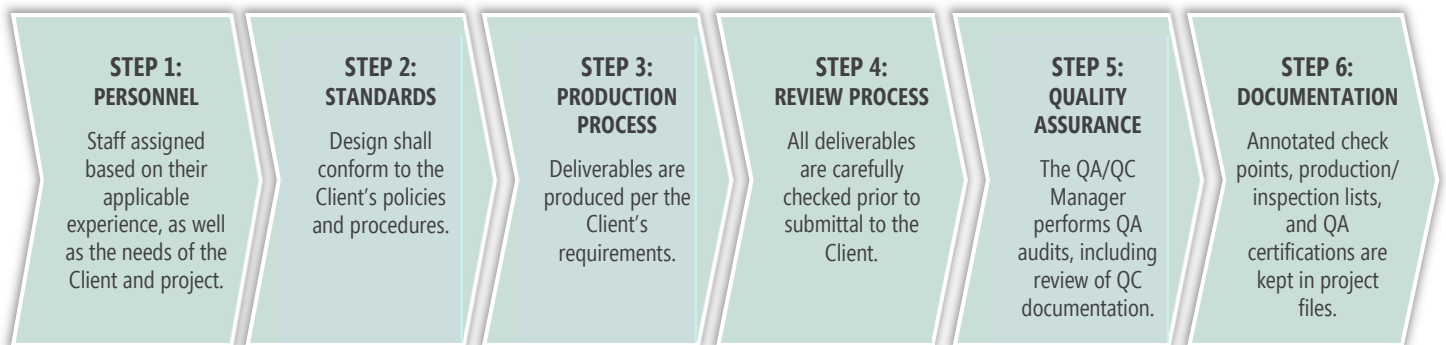 STEP 1:
PERSONNEL
Staff assigned
based on their
applicable
experience, as well
as the needs of the
Client and project.
STEP 2:
STANDARDS
Design shall
conform to the
Client’s policies
and procedures.
STEP 3:
PRODUCTION
PROCESS
Deliverables are
produced per the
Client’s
requirements.
STEP 4:
REVIEW PROCESS
All deliverables
are carefully
checked prior to
submittal to the
Client.
STEP 5:
QUALITY
ASSURANCE
The QA/QC
Manager
performs QA
audits, including
review of QC
documentation.
STEP 6:
DOCUMENTATION
Annotated check
points, production/
inspection lists,
and QA
certifications are
kept in project
files.